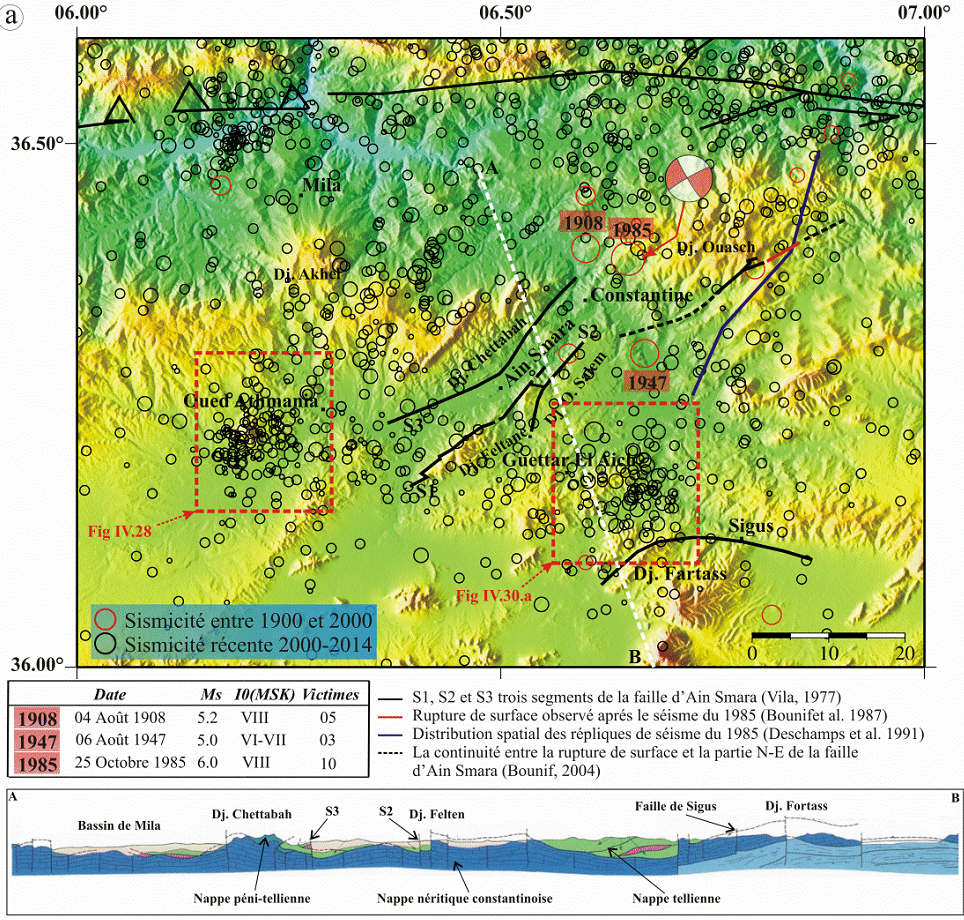 a
06.00°
06.50°
07.00°
36.50°
36.00°
A
Mila
1908
1985
Dj. Ouasch
Dj. Akhel
Constantine
Dj. Chettabah
Ain Smara
S3
Dj. O. Salem
1947
Oued Athmania
S3
Dj. Felten
Guettar El Aich
S1
Fig IV.28
Sigus
Dj. Fartass
Fig IV.30.a
Sismicité entre 1900 et 2000
Sismicité récente 2000-2014
B
0 10 20
Date Ms I0(MSK) Victimes
1908 04 Août 1908 5.2 VIII 05
1947 06 Août 1947 5.0 VI-VII 03
1985 25 Octobre 1985 6.0 VIII 10
S1, S2 et S3 trois segments de la faille d'Ain Smara (Vila, 1977)
Rupture de surface observé aprés le séisme du 1985 (Bounifet al. 1987)
Distribution spatial des répliques de séisme du 1985 (Deschamps et al. 1991)
La continuité entre la rupture de surface et la partie N-E de la faille
d'Ain Smara (Bounif, 2004)
A
B
Bassin de Mila
Dj. Chettabah
S3
S2
Dj. Felten
Faille de Sigus
Dj. Fortass
Nappe péni-tellienne
Nappe néritique constantinoise
Nappe tellienne